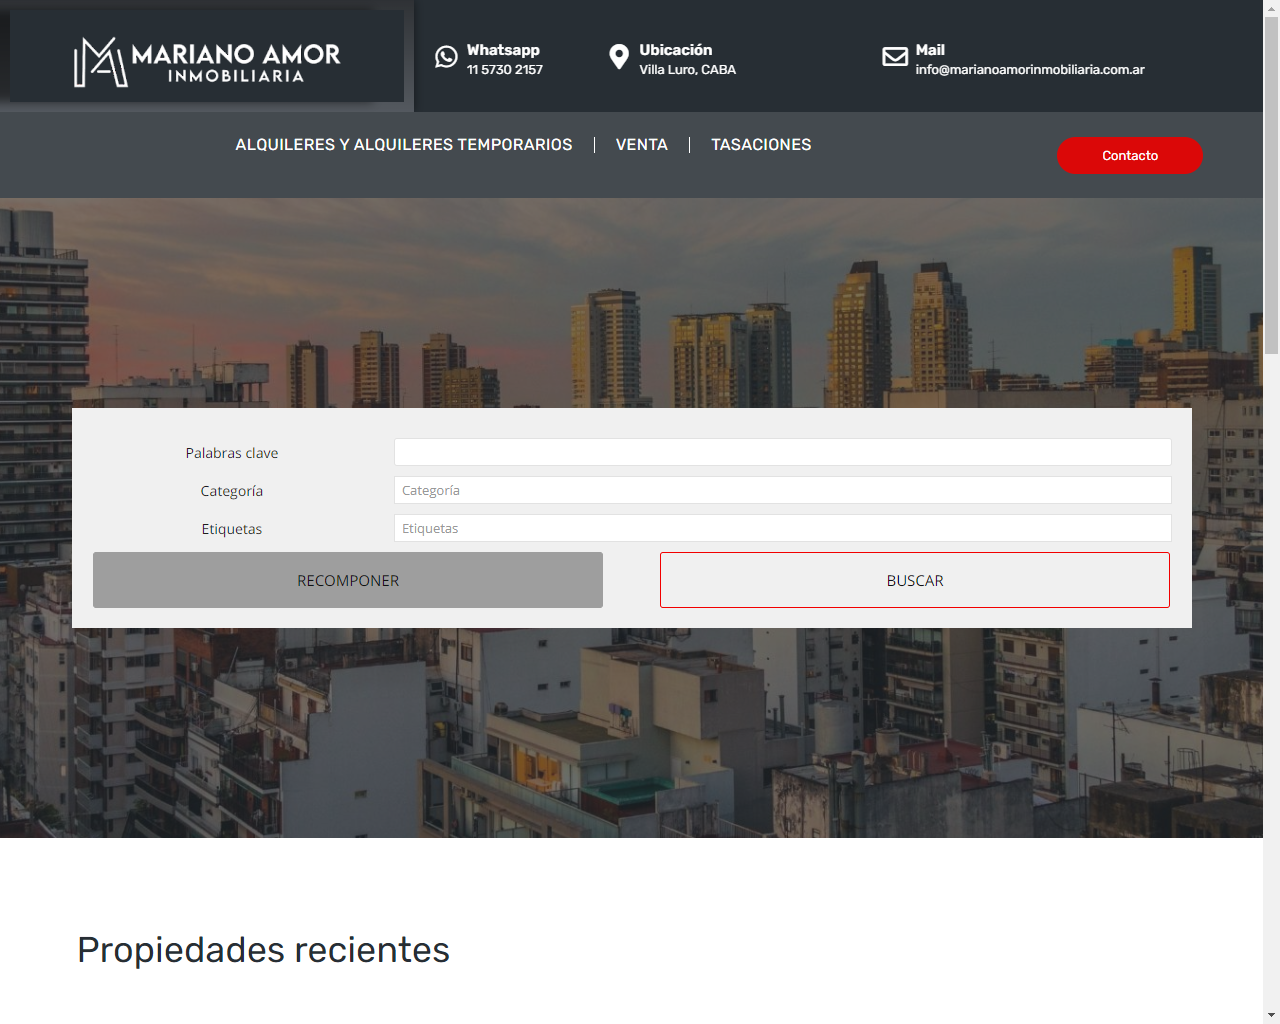 MARIANO AMOR
INMOBILIARIA
Whatsapp
11 5730 2157
Ubicación
Villa Luro, CABA
Mail
info@marianoamorinmobiliaria.com.ar
ALQUILERES Y ALQUILERES TEMPORARIOS
VENTA
TASACIONES
Contacto
Palabras clave
Categoría
Categoría
Etiquetas
Etiquetas
RECOMPONER
BUSCAR
Propiedades recientes